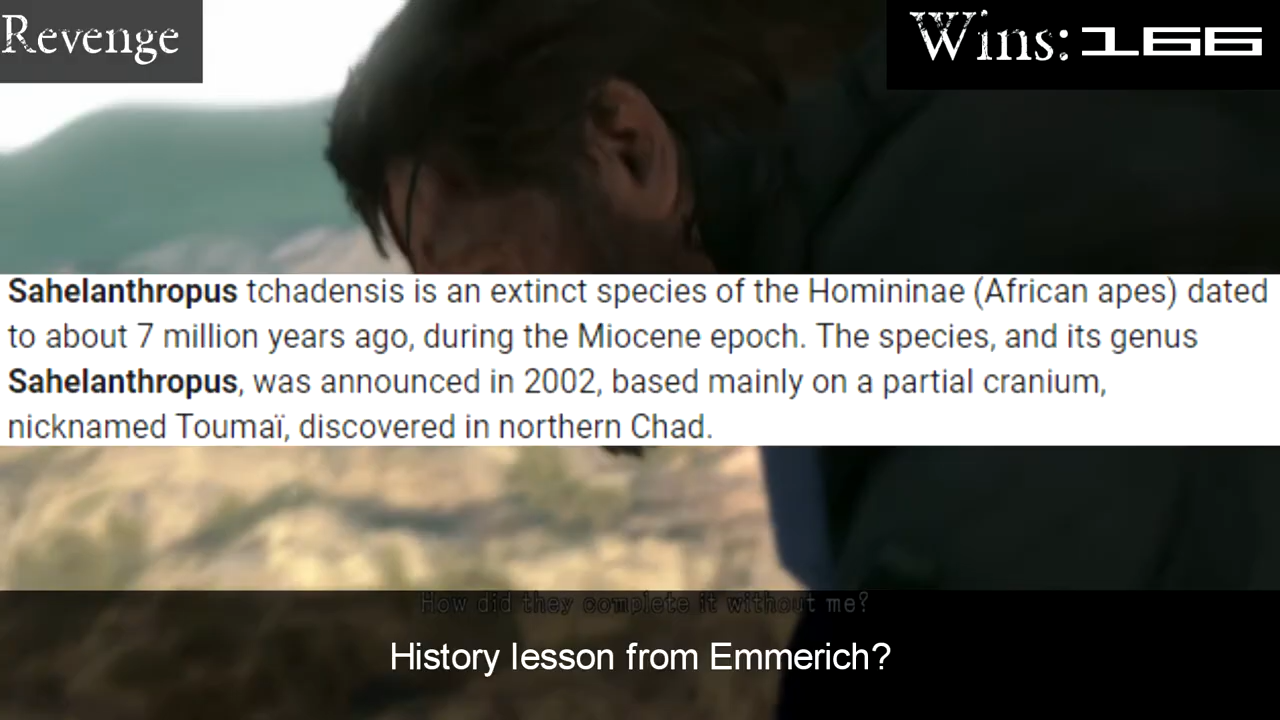 Revenge
Wins: 166
Sahelanthropus tchadensis is an extinct species of the Homininae (African apes) dated
to about 7 million years ago, during the Miocene epoch. The species, and its genus
Sahelanthropus, was announced in 2002, based mainly on a partial cranium,
nicknamed Toumaï, discovered in northern Chad.
How did they complete it without me?
History lesson from Emmerich?